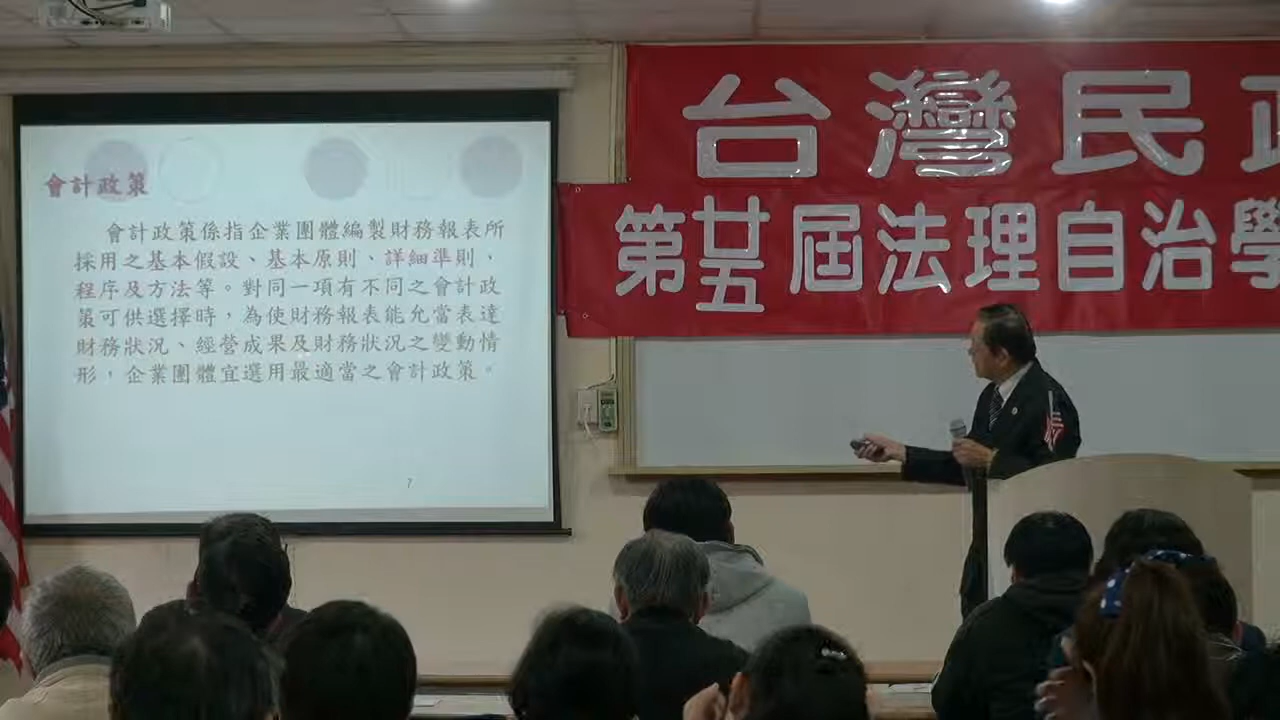 台灣民政
第廿五屆法理自治學
會計政策
會計政策係指企業團體編製財務報表所
採用之基本假設、基本原則、詳細準則,
程序及方法等。對同一項有不同之會計政
策可供選擇時,為使財務報表能允當表達
財務狀況、經營成果及財務狀況之變動情
形,企業團體宜選用最適當之會計政策。
7